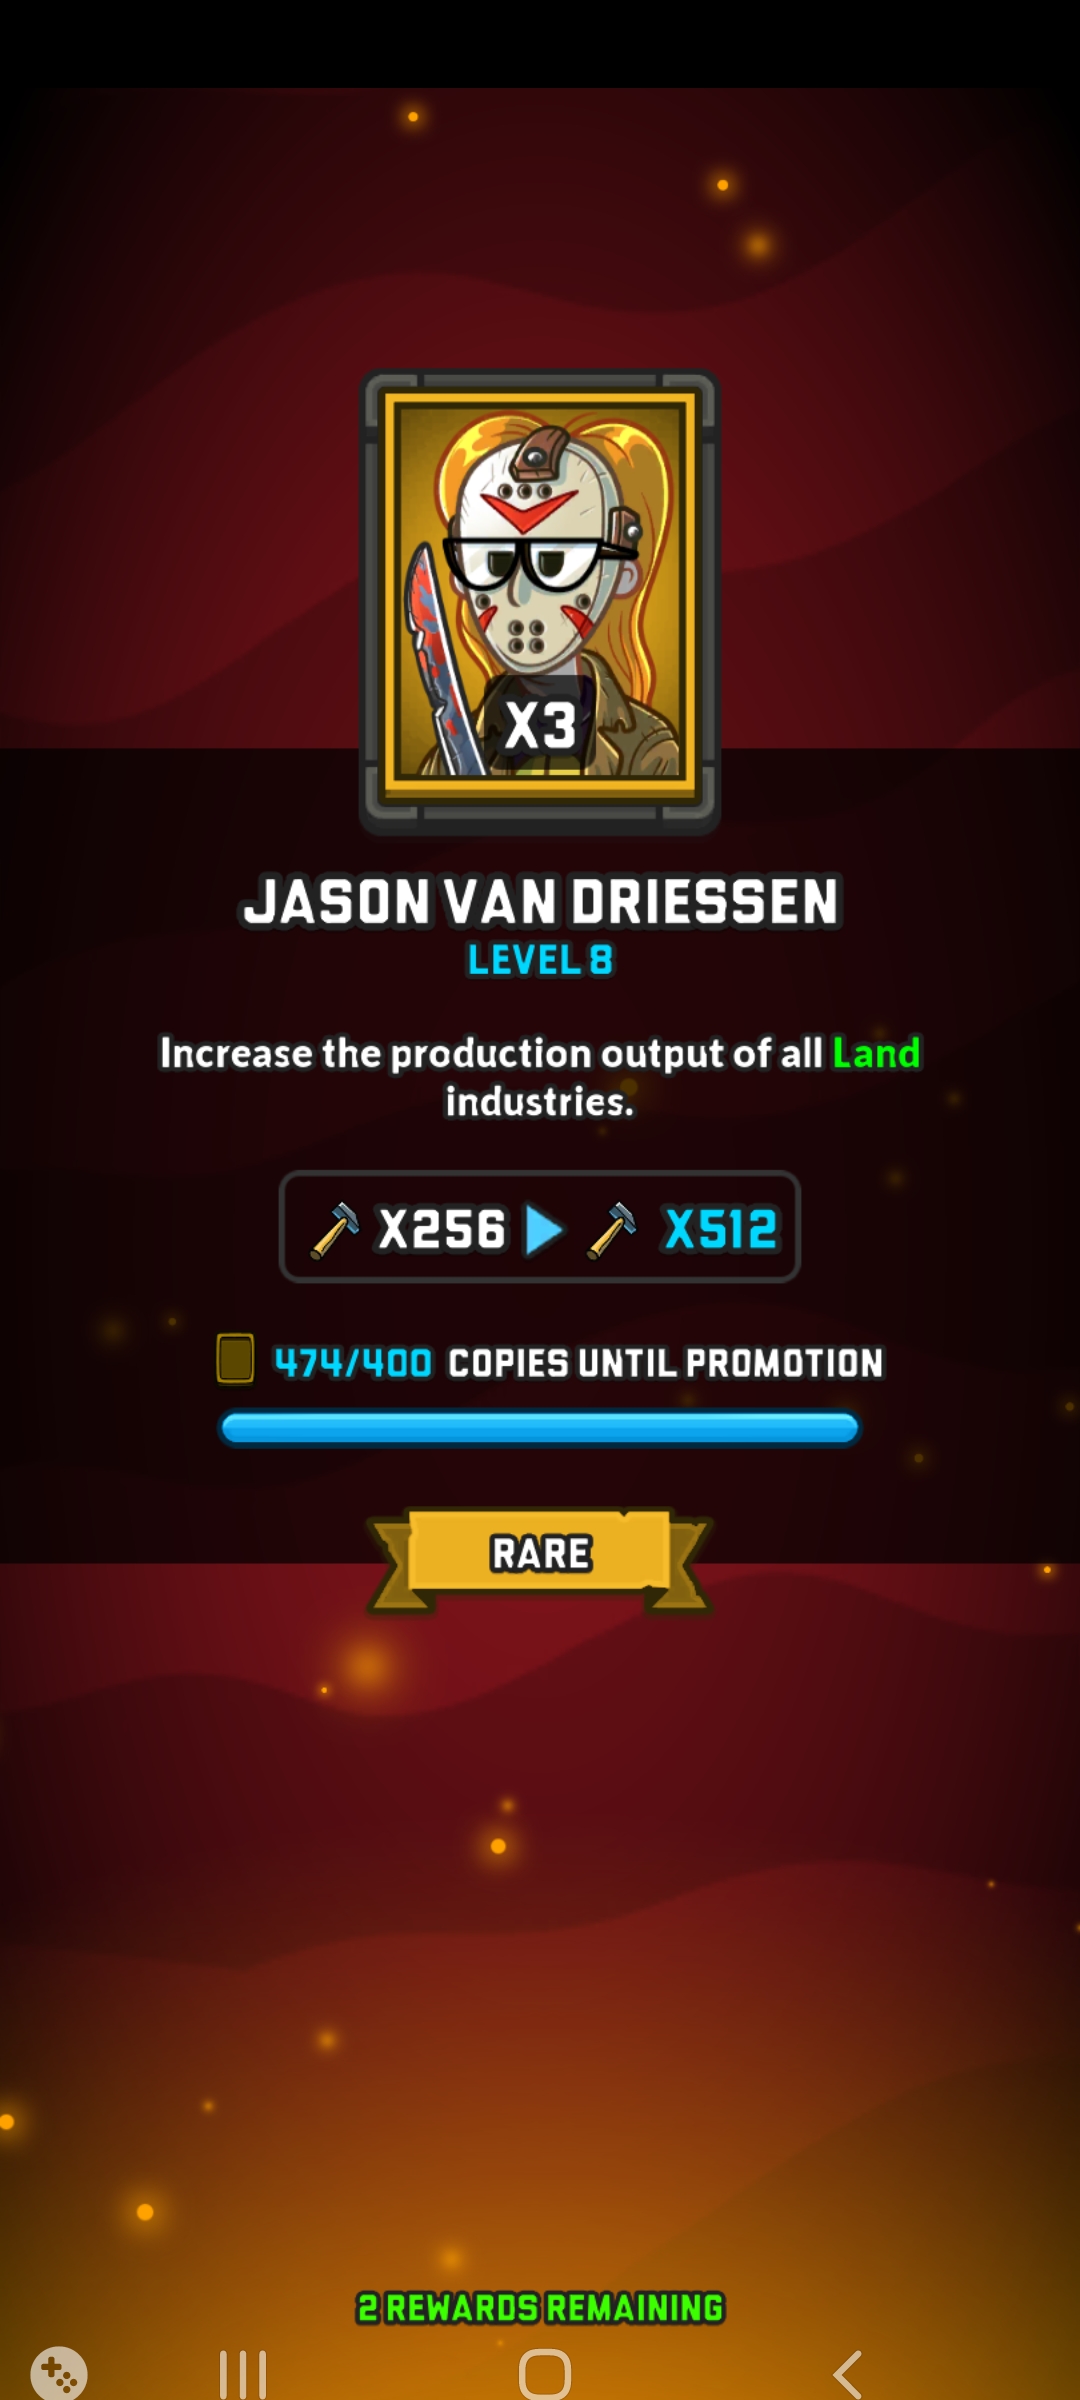 X3
JASON VAN DRIESSEN
LEVEL 8
Increase the production output of all Land
industries.
X256 X512
474/400 COPIES UNTIL PROMOTION
RARE
2 REWARDS REMAINING